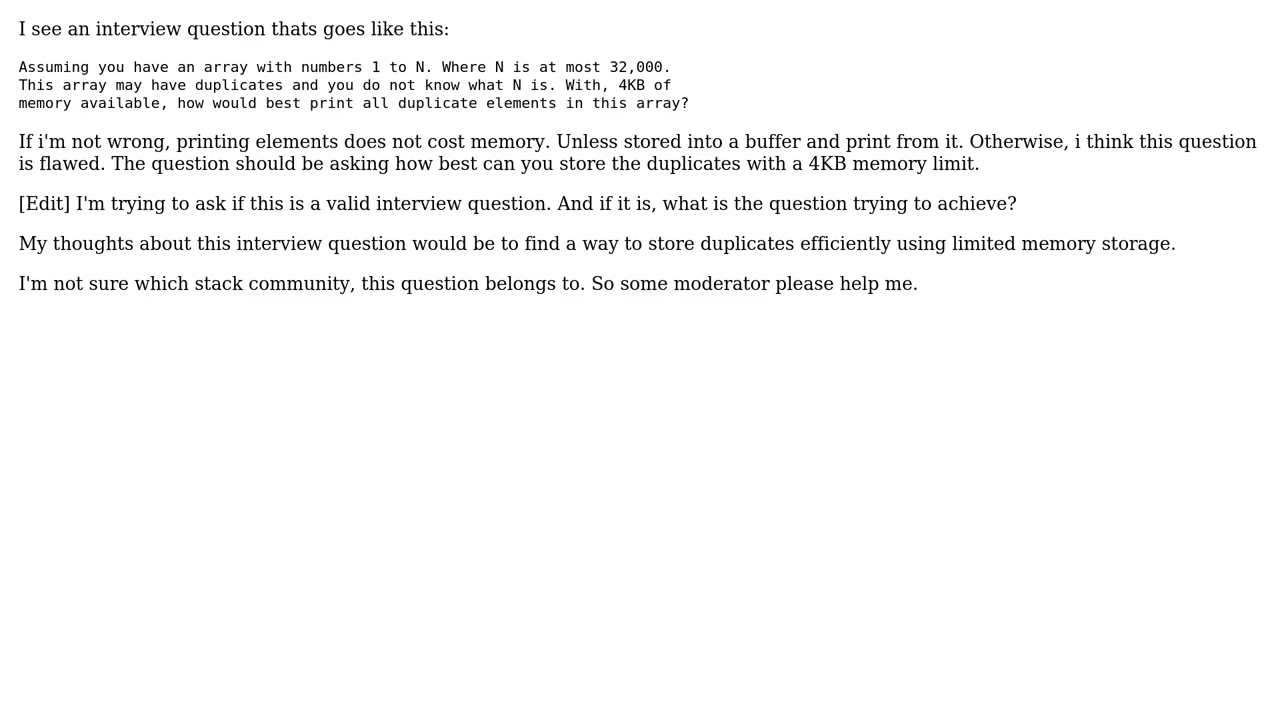 I see an interview question thats goes like this:
Assuming you have an array with numbers 1 to N. Where N is at most 32,000.
This array may have duplicates and you do not know what N is. With, 4KB of
memory available, how would best print all duplicate elements in this array?
If i'm not wrong, printing elements does not cost memory. Unless stored into a buffer and print from it. Otherwise, i think this question
is flawed. The question should be asking how best can you store the duplicates with a 4KB memory limit.
[Edit] I'm trying to ask if this is a valid interview question. And if it is, what is the question trying to achieve?
My thoughts about this interview question would be to find a way to store duplicates efficiently using limited memory storage.
I'm not sure which stack community, this question belongs to. So some moderator please help me.